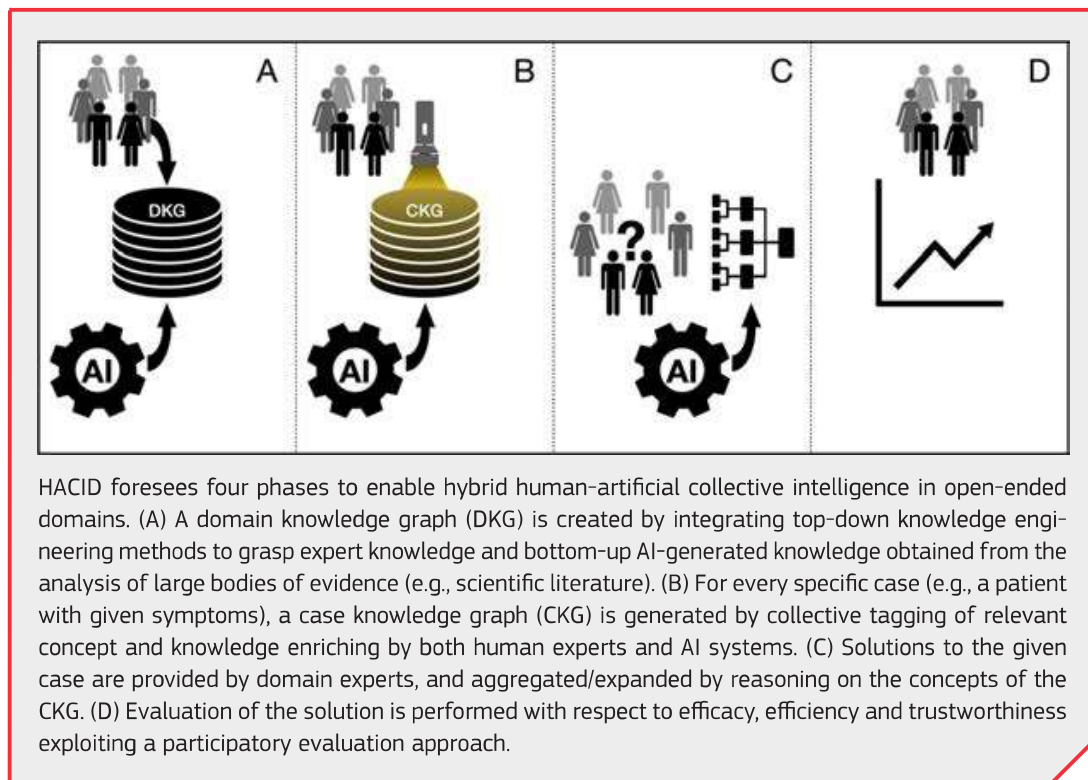 A
B
C
D
DKG
CKG
?
AI
AI
AI
HACID foresees four phases to enable hybrid human-artificial collective intelligence in open-ended
domains. (A) A domain knowledge graph (DKG) is created by integrating top-down knowledge engi-
neering methods to grasp expert knowledge and bottom-up AI-generated knowledge obtained from the
analysis of large bodies of evidence (e.g., scientific literature). (B) For every specific case (e.g., a patient
with given symptoms), a case knowledge graph (CKG) is generated by collective tagging of relevant
concept and knowledge enriching by both human experts and AI systems. (C) Solutions to the given
case are provided by domain experts, and aggregated/expanded by reasoning on the concepts of the
CKG. (D) Evaluation of the solution is performed with respect to efficacy, efficiency and trustworthiness
exploiting a participatory evaluation approach.